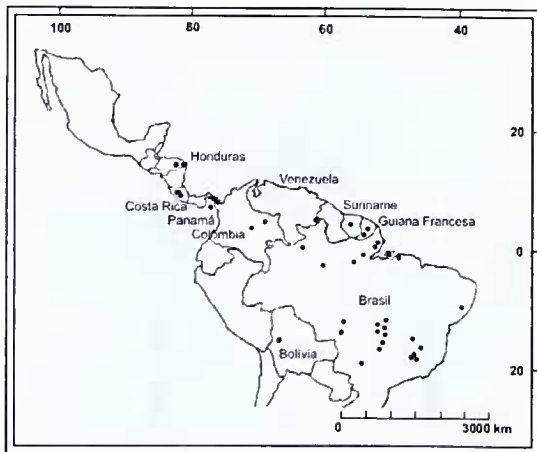 100 80 60 40
20
Honduras
Venezuela
Costa Rica
Suriname
Panamá
Guiana Francesa
Colômbia
0
Brasil
Bolivia
20
0 3000 km